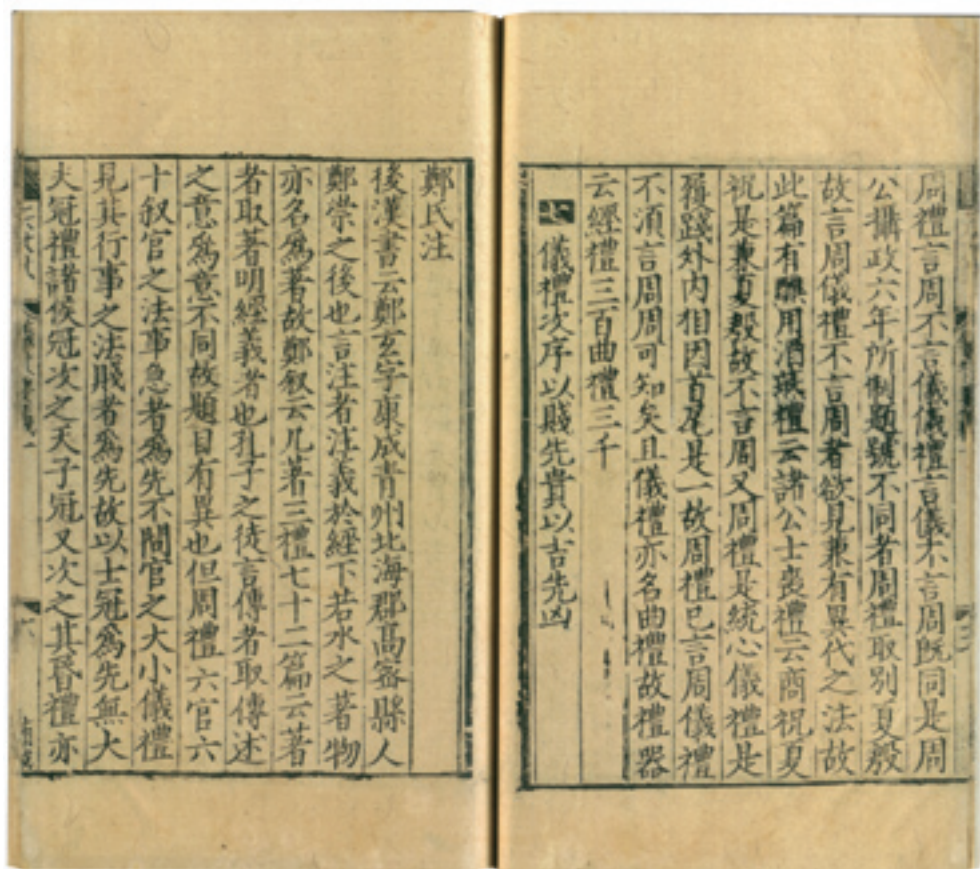 周禮言周不言儀儀禮言儀不言周既同是周
公攝政六年所制題號不同者周禮取別夏殷
故言周儀禮不言周者欲見兼有異代之法故
此篇有醮用酒燕禮云諸公士喪禮云商祝夏
祝是兼夏殷故不言周又周禮是統心儀禮是
履踐外内相因首尾是一故周禮已言周儀禮
不須言周周可知矣且儀禮亦名曲禮故禮器
云經禮三百曲禮三千
七 儀禮次序以賤先貴以吉先凶
鄭氏注
後漢書云鄭玄字康成青州北海郡髙密縣人
鄭崇之後也言注者注義於經下若水之著物
亦名爲著故鄭叙云凡著三禮七十二篇云著
者取著明經義者也孔子之徒言傳者取傳述
之意爲意不同故題目有異也但周禮六官六
十叙官之法事急者爲先不問官之大小儀禮
見其行事之法賤者爲先故以士冠爲先無大
夫冠禮諸侯冠次之天子冠又次之其昏禮亦